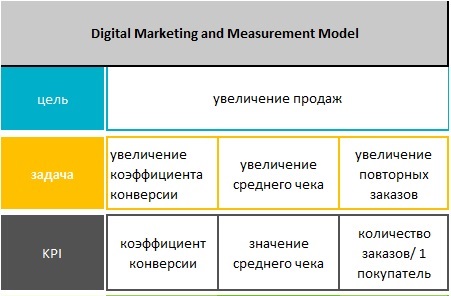 Digital Marketing and Measurement Model
цель
увеличение продаж
задача
увеличение
коэффициента
конверсии
увеличение
среднего чека
увеличение
повторных
заказов
KPI
коэффициент
конверсии
значение
среднего чека
количество
заказов/ 1
покупатель